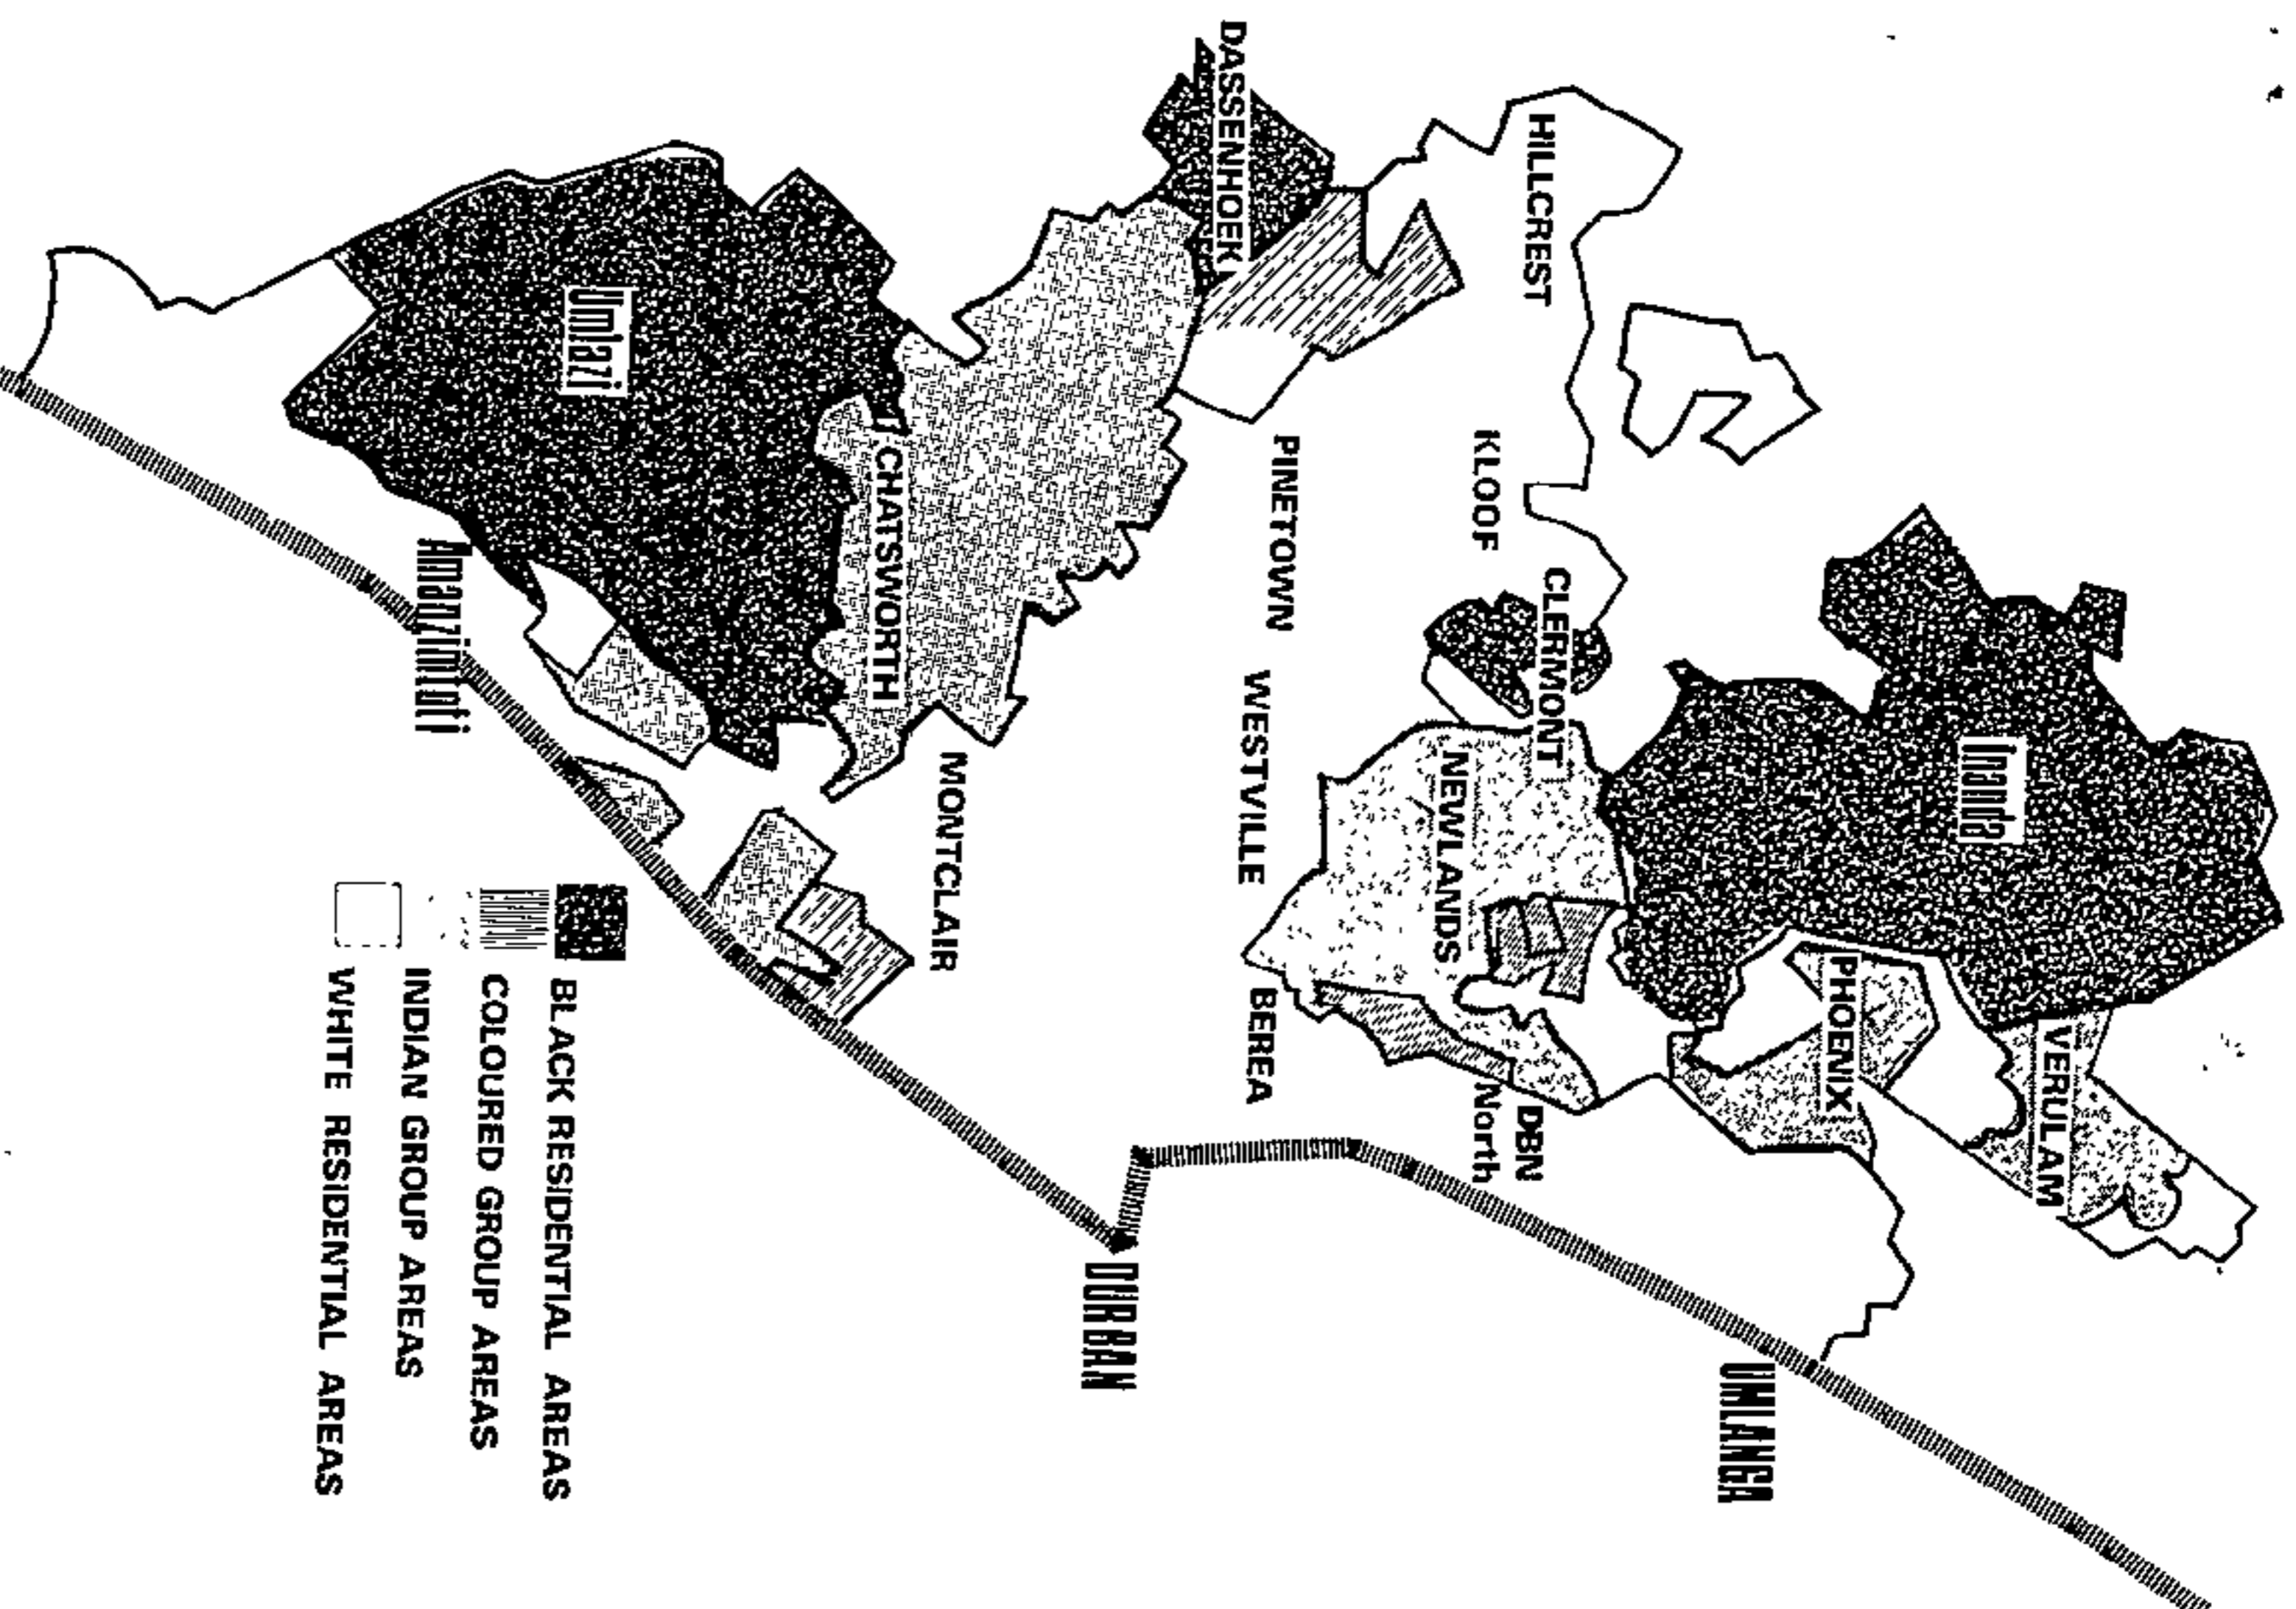 DASSENHOEK
HILLCREST
Umlazi
CHATSWORTH
PINETOWN
KLOOF
CLERMONT
Inanda
Amanzimtoti
WESTVILLE
NEWLANDS
MONTCLAIR
PHOENIX
VERULAM
BEREA
DBN
North
DURBAN
UMLANGA
BLACK RESIDENTIAL AREAS
COLOURED GROUP AREAS
INDIAN GROUP AREAS
WHITE RESIDENTIAL AREAS